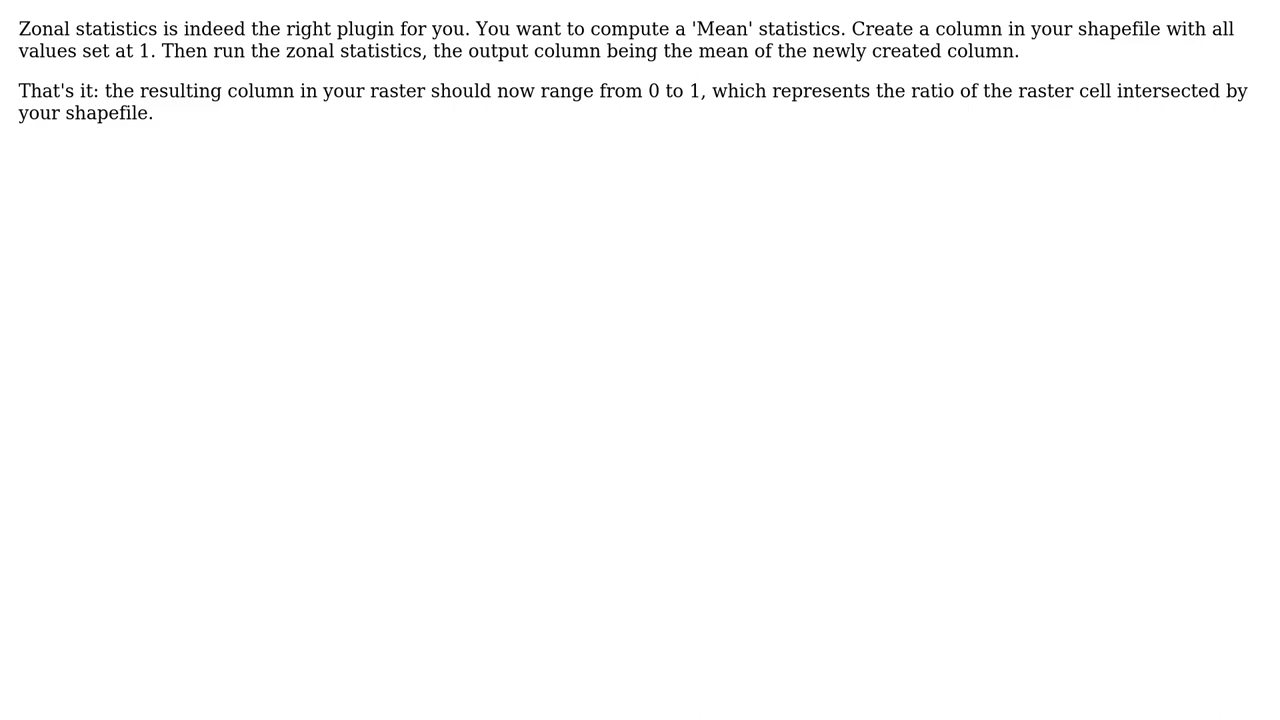 Zonal statistics is indeed the right plugin for you. You want to compute a 'Mean' statistics. Create a column in your shapefile with all
values set at 1. Then run the zonal statistics, the output column being the mean of the newly created column.
That's it: the resulting column in your raster should now range from 0 to 1, which represents the ratio of the raster cell intersected by
your shapefile.